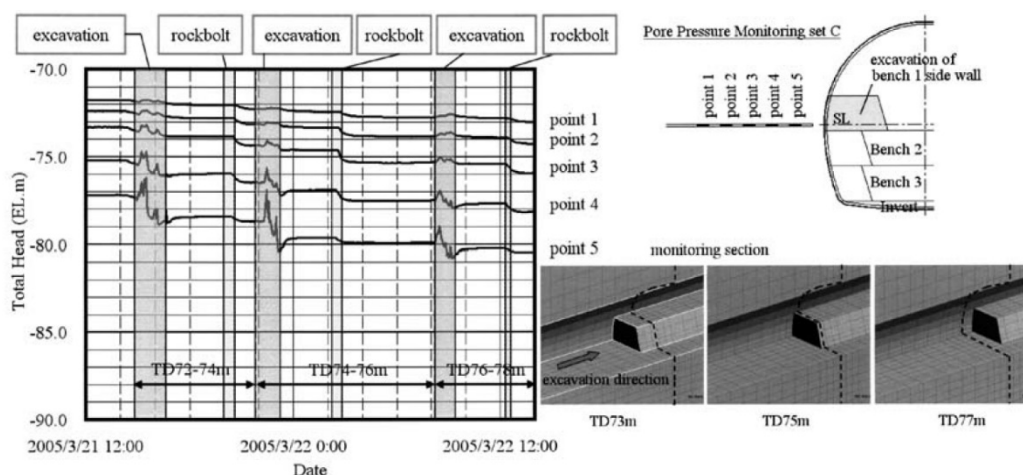 excavation
rockbolt
excavation
rockbolt
excavation
rockbolt
Pore Pressure Monitoring set C
excavation of
bench 1 side wall
point 1
point 2
point 3
point 4
point 5
SL
Bench 2
Bench 3
Invert
-70.0
-75.0
-80.0
-85.0
-90.0
Total Head (EL.m)
point 1
point 2
point 3
point 4
point 5
TD72-74m
TD74-76m
TD76-78m
2005/3/21 12:00
2005/3/22 0:00
2005/3/22 12:00
Date
monitoring section
excavation direction
TD73m
TD75m
TD77m